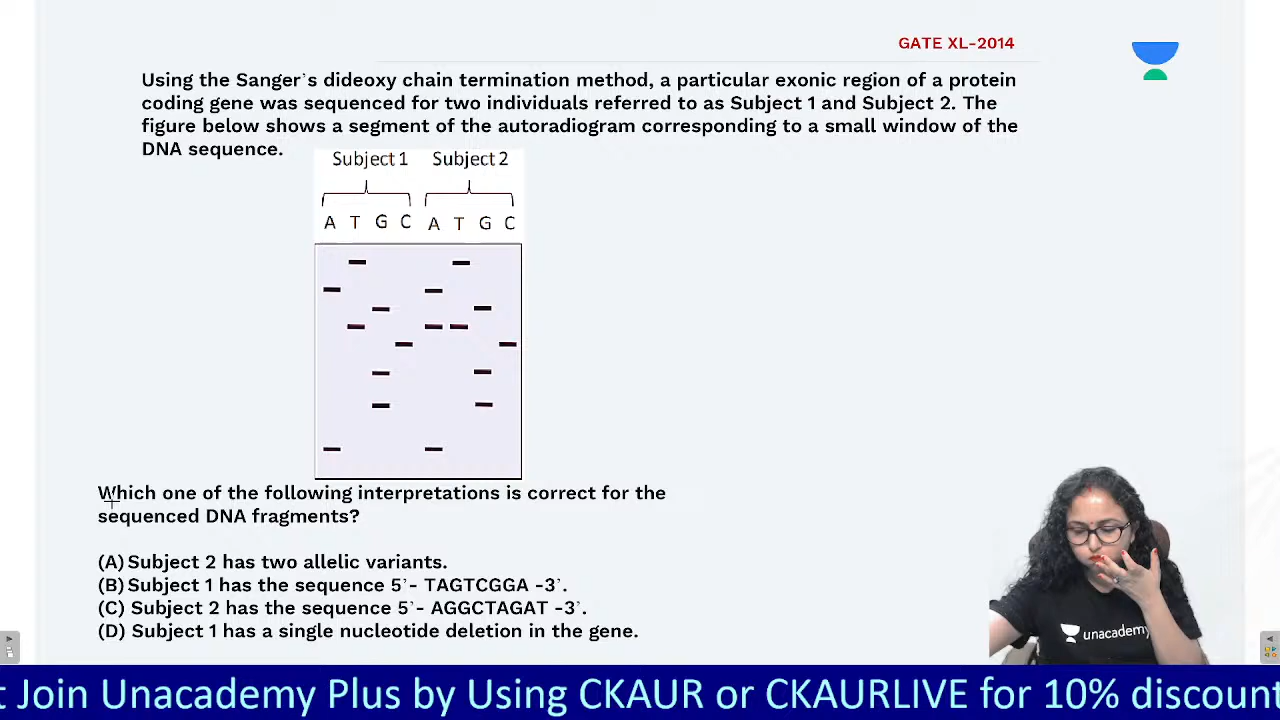 GATE XL-2014
Using the Sanger's dideoxy chain termination method, a particular exonic region of a protein
coding gene was sequenced for two individuals referred to as Subject 1 and Subject 2. The
figure below shows a segment of the autoradiogram corresponding to a small window of the
DNA sequence.
Subject 1 Subject 2
A T G C A T G C
Which one of the following interpretations is correct for the
sequenced DNA fragments?
(A) Subject 2 has two allelic variants.
(B) Subject 1 has the sequence 5'- TAGTCGGA -3'.
(C) Subject 2 has the sequence 5'- AGGCTAGAT -3'.
(D) Subject 1 has a single nucleotide deletion in the gene.
unacademy
t Join Unacademy Plus by Using CKAUR or CKAURLIVE for 10% discount